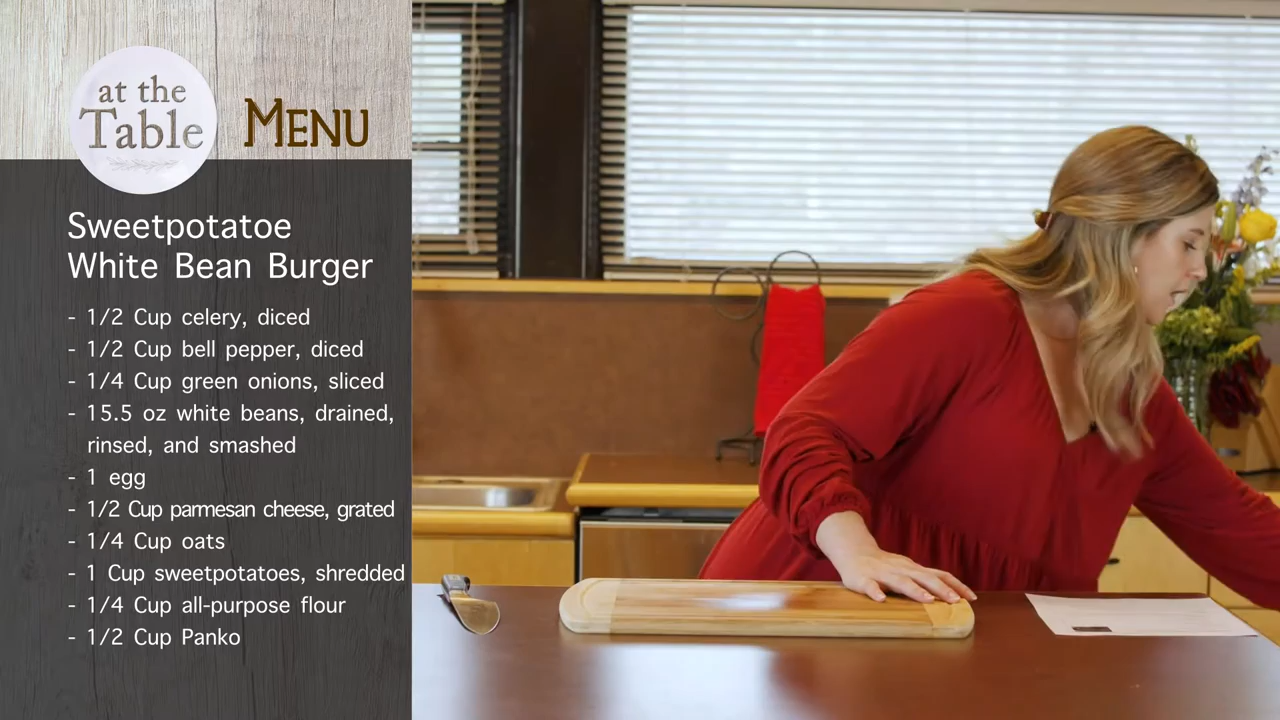 at the
Table
MENU
Sweetpotatoe
White Bean Burger
- 1/2 Cup celery, diced
- 1/2 Cup bell pepper, diced
- 1/4 Cup green onions, sliced
- 15.5 oz white beans, drained,
rinsed, and smashed
- 1 egg
- 1/2 Cup parmesan cheese, grated
- 1/4 Cup oats
- 1 Cup sweetpotatoes, shredded
- 1/4 Cup all-purpose flour
- 1/2 Cup Panko